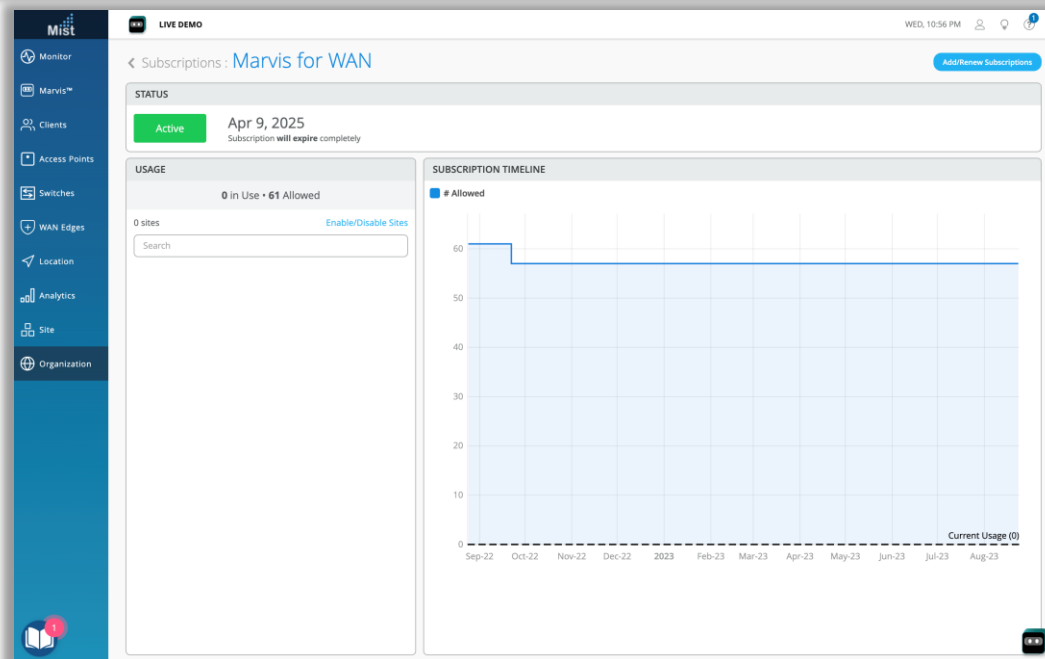 Mist
LIVE DEMO
WED, 10:56 PM
1
Monitor
Marvis™
Clients
Access Points
Switches
WAN Edges
Location
Analytics
Site
Organization
1
< Subscriptions : Marvis for WAN
Add/Renew Subscriptions
STATUS
Active
Apr 9, 2025
Subscription will expire completely
USAGE
0 in Use • 61 Allowed
0 sites
Enable/Disable Sites
Search
SUBSCRIPTION TIMELINE
# Allowed
60
50
40
30
20
10
0
Current Usage (0)
Sep-22 Oct-22 Nov-22 Dec-22 2023 Feb-23 Mar-23 Apr-23 May-23 Jun-23 Jul-23 Aug-23